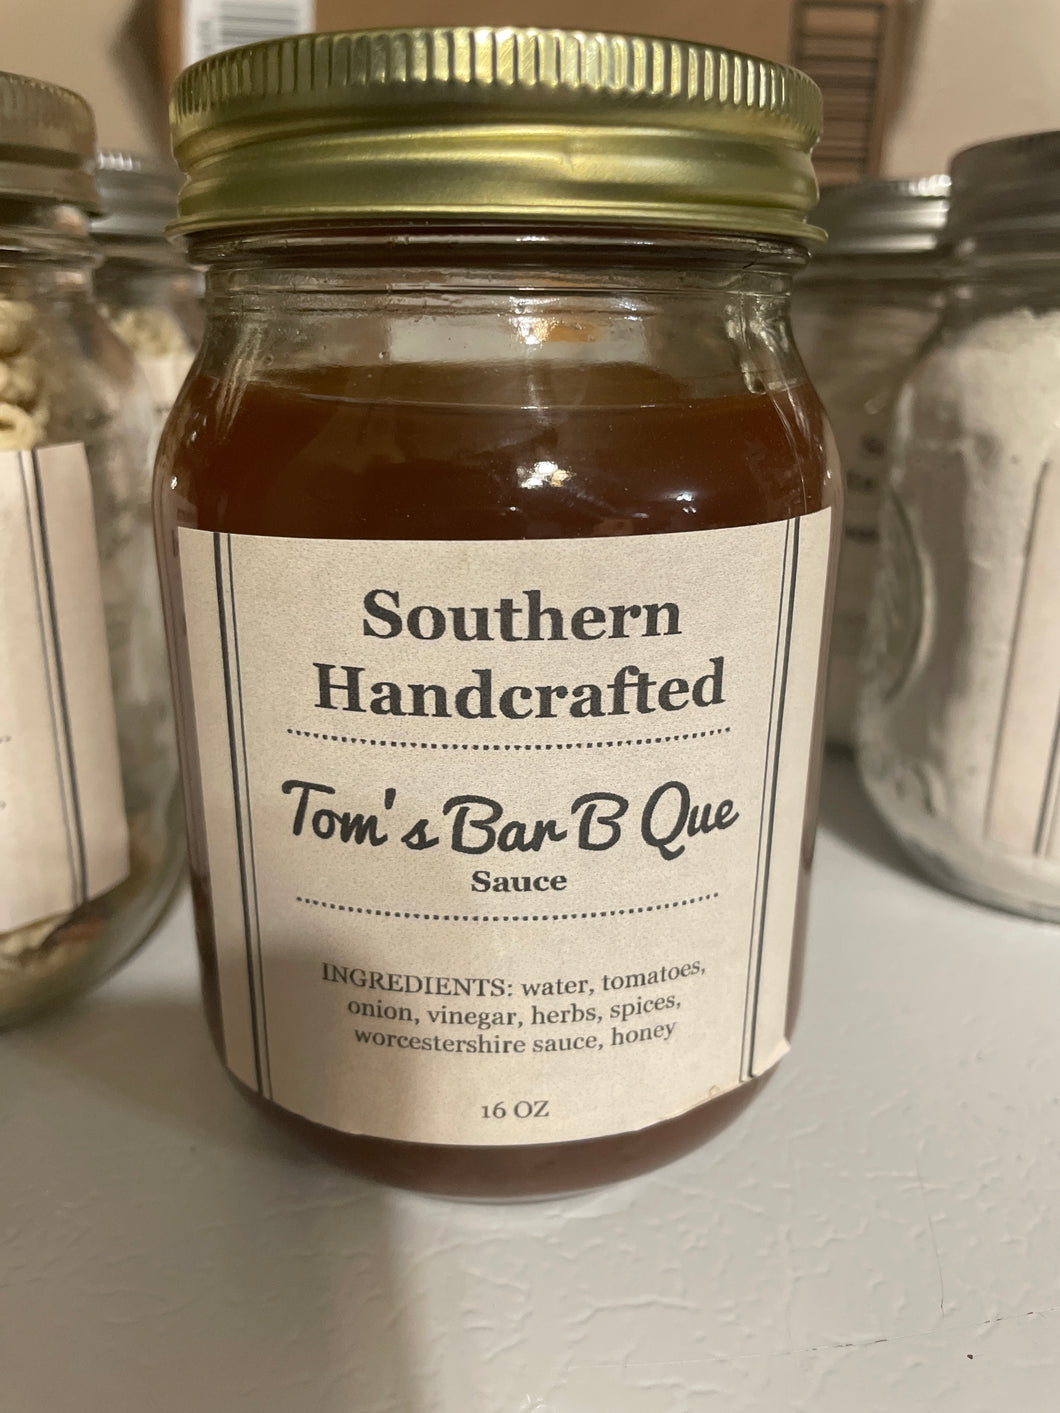 Southern
Handcrafted
Tom's Bar B Que
Sauce
INGREDIENTS: water, tomatoes,
onion, vinegar, herbs, spices,
worcestershire sauce, honey
16 OZ